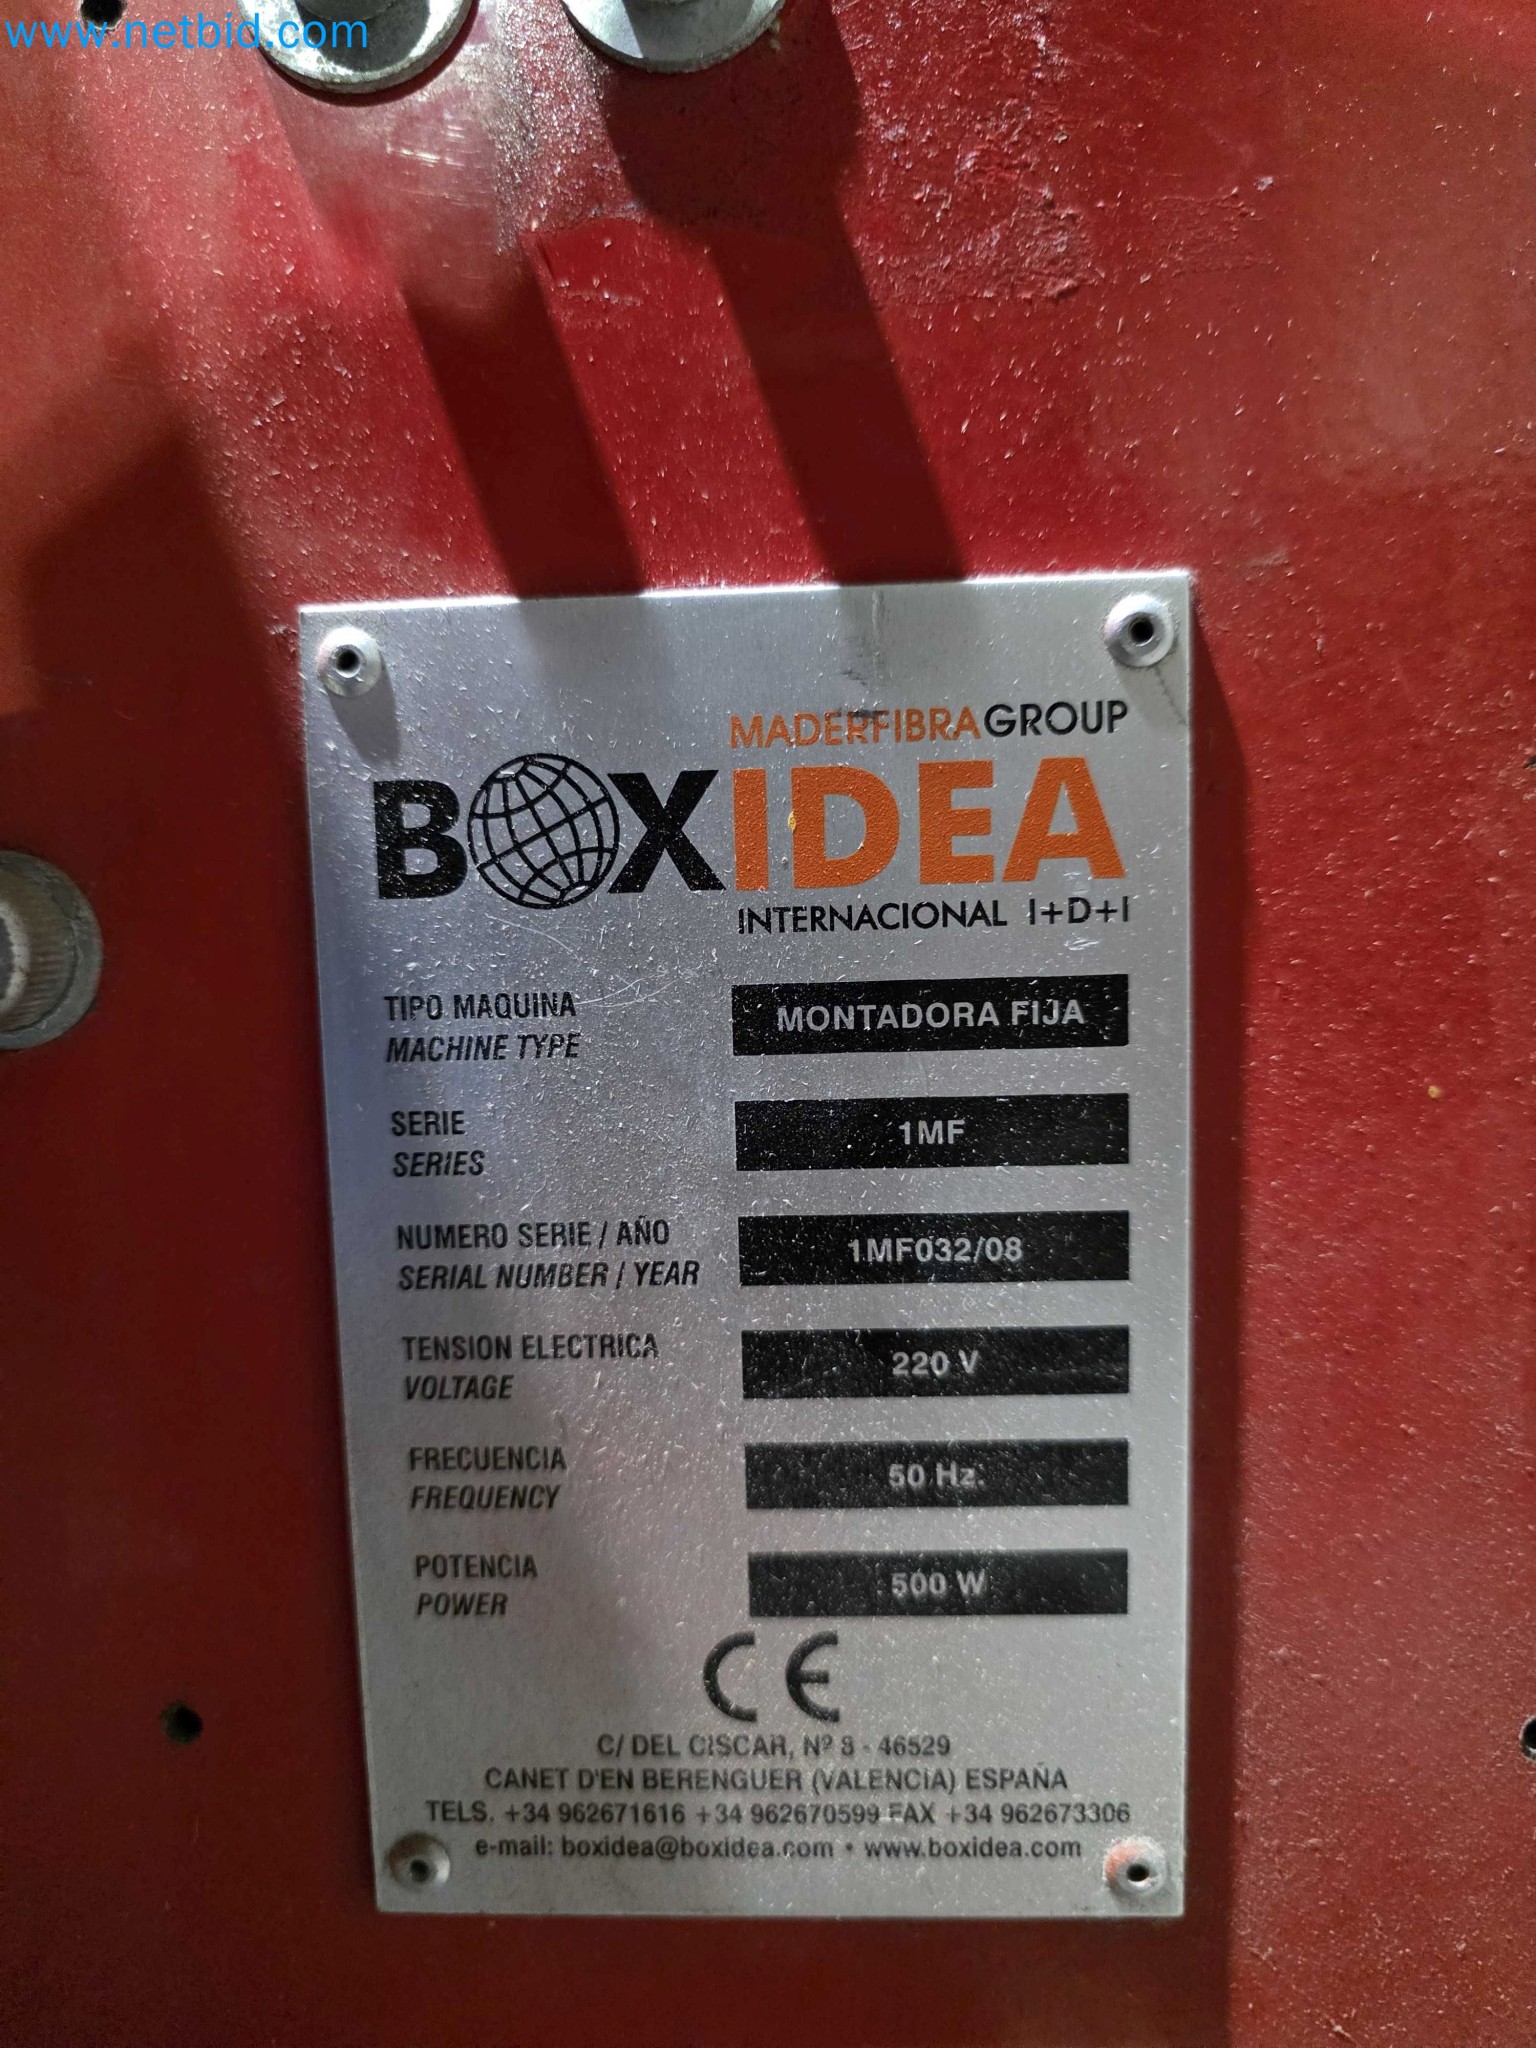 www.netbid.com
MADERFIBRAGROUP
BOXIDEA
INTERNACIONAL I+D+I
TIPO MAQUINA
MACHINE TYPE
MONTADORA FIJA
SERIE
SERIES
1MF
NUMERO SERIE / AÑO
SERIAL NUMBER / YEAR
1MF032/08
TENSION ELECTRICA
VOLTAGE
220 V
FRECUENCIA
FREQUENCY
50 Hz.
POTENCIA
POWER
500 W
CE
C/ DEL CISCAR, Nº 8 - 46529
CANET D'EN BERENGUER (VALENCIA) ESPAÑA
TELS. +34 962671616 +34 962670599 FAX +34 962673306
e-mail: boxidea@boxidea.com • www.boxidea.com